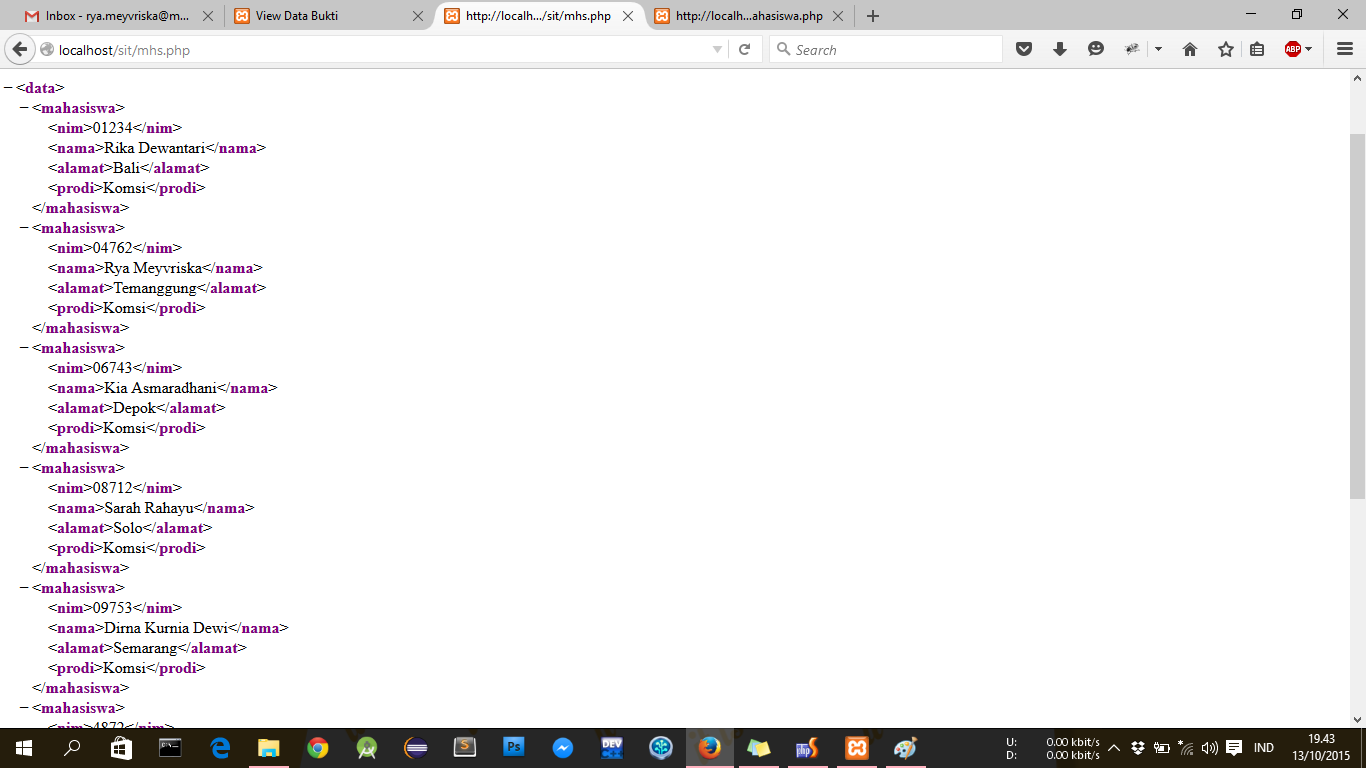 Inbox - rya.meyvriska@m...
View Data Bukti
http://localh.../sit/mhs.php
http://localh...ahasiswa.php
localhost/sit/mhs.php
Search
ABP
− <data>
− <mahasiswa>
<nim>01234</nim>
<nama>Rika Dewantari</nama>
<alamat>Bali</alamat>
<prodi>Komsi</prodi>
</mahasiswa>
− <mahasiswa>
<nim>04762</nim>
<nama>Rya Meyvriska</nama>
<alamat>Temanggung</alamat>
<prodi>Komsi</prodi>
</mahasiswa>
− <mahasiswa>
<nim>06743</nim>
<nama>Kia Asmaradhani</nama>
<alamat>Depok</alamat>
<prodi>Komsi</prodi>
</mahasiswa>
− <mahasiswa>
<nim>08712</nim>
<nama>Sarah Rahayu</nama>
<alamat>Solo</alamat>
<prodi>Komsi</prodi>
</mahasiswa>
− <mahasiswa>
<nim>09753</nim>
<nama>Dirna Kurnia Dewi</nama>
<alamat>Semarang</alamat>
<prodi>Komsi</prodi>
</mahasiswa>
− <mahasiswa>
<nim>4872</nim>
Ps
DEV
php
U: 0.00 kbit/s
D: 0.00 kbit/s
IND
19.43
13/10/2015